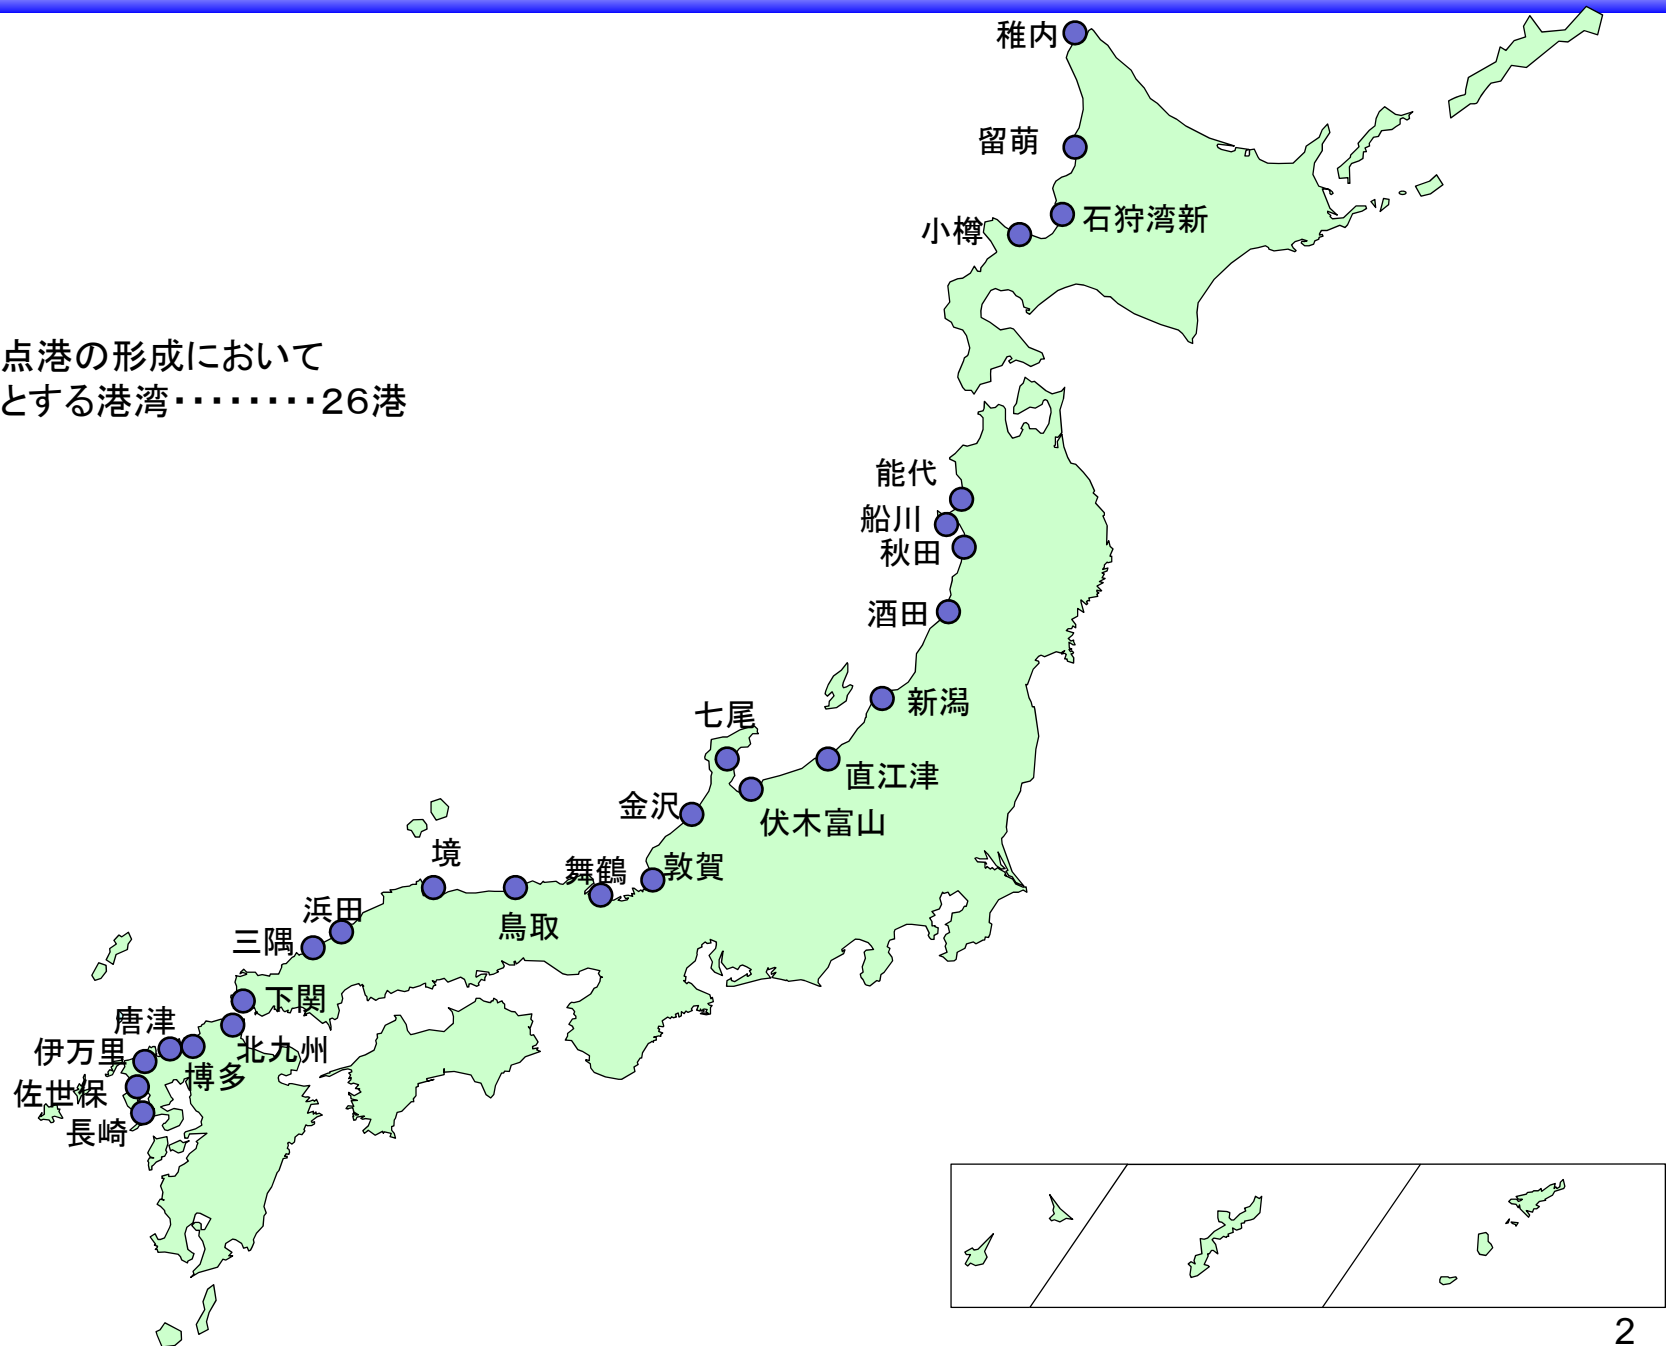 稚内
留萌
石狩湾新
小樽
点港の形成において
とする港湾・・・・・・・・26港
能代
船川
秋田
酒田
新潟
七尾
直江津
金沢
伏木富山
境
舞鶴
敦賀
浜田
鳥取
三隅
下関
唐津
北九州
伊万里
博多
佐世保
長崎
2